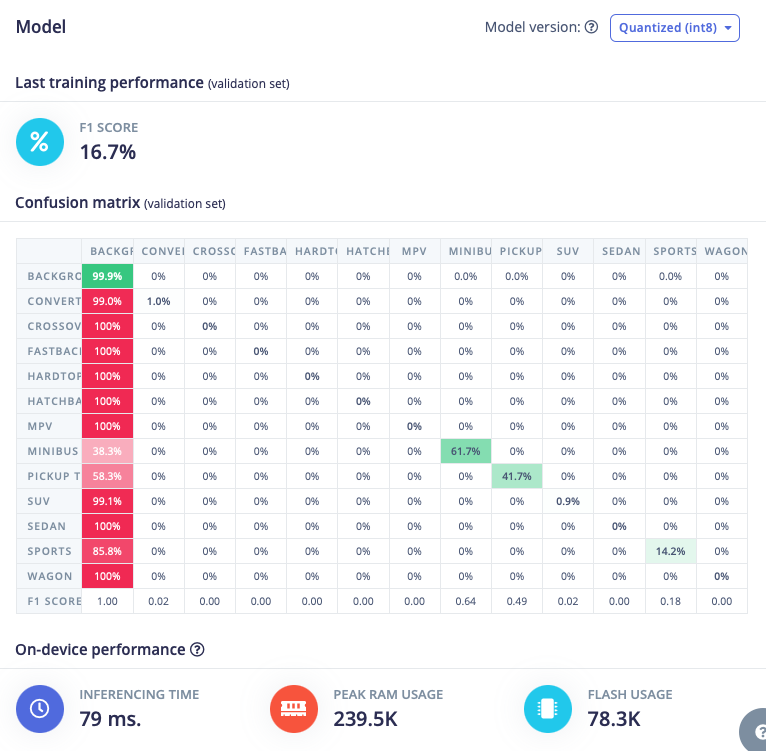 Model
Model version: Quantized (int8)
Last training performance (validation set)
%
F1 SCORE
16.7%
Confusion matrix (validation set)
BACKGR CONVEI CROSSC FASTBA HARDT( HATCHI MPV MINIBU PICKUP SUV SEDAN SPORTS WAGON
BACKGRO 99.9% 0% 0% 0% 0% 0% 0% 0.0% 0.0% 0% 0% 0.0% 0%
CONVERT 99.0% 1.0% 0% 0% 0% 0% 0% 0% 0% 0% 0% 0% 0%
CROSSOV 100% 0% 0% 0% 0% 0% 0% 0% 0% 0% 0% 0% 0%
FASTBACI 100% 0% 0% 0% 0% 0% 0% 0% 0% 0% 0% 0% 0%
HARDTOP 100% 0% 0% 0% 0% 0% 0% 0% 0% 0% 0% 0% 0%
HATCHBA 100% 0% 0% 0% 0% 0% 0% 0% 0% 0% 0% 0% 0%
MPV 100% 0% 0% 0% 0% 0% 0% 0% 0% 0% 0% 0% 0%
MINIBUS 38.3% 0% 0% 0% 0% 0% 0% 61.7% 0% 0% 0% 0% 0%
PICKUP T 58.3% 0% 0% 0% 0% 0% 0% 0% 41.7% 0% 0% 0% 0%
SUV 99.1% 0% 0% 0% 0% 0% 0% 0% 0% 0.9% 0% 0% 0%
SEDAN 100% 0% 0% 0% 0% 0% 0% 0% 0% 0% 0% 0% 0%
SPORTS 85.8% 0% 0% 0% 0% 0% 0% 0% 0% 0% 0% 14.2% 0%
WAGON 100% 0% 0% 0% 0% 0% 0% 0% 0% 0% 0% 0% 0%
F1 SCORE 1.00 0.02 0.00 0.00 0.00 0.00 0.00 0.64 0.49 0.02 0.00 0.18 0.00
On-device performance
INFERENCING TIME
79 ms.
PEAK RAM USAGE
239.5K
FLASH USAGE
78.3K